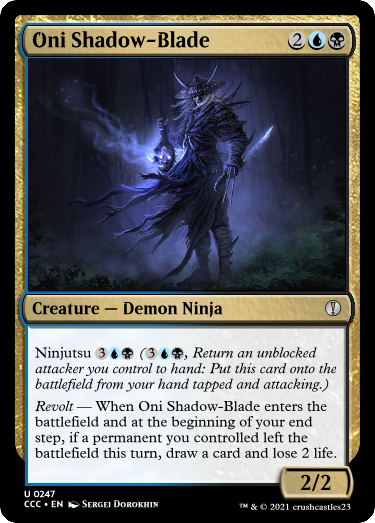 Oni Shadow-Blade 2
Creature — Demon Ninja
Ninjutsu 3 (3, Return an unblocked
attacker you control to hand: Put this card onto the
battlefield from your hand tapped and attacking.)
Revolt — When Oni Shadow-Blade enters the
battlefield and at the beginning of your end
step, if a permanent you controlled left the
battlefield this turn, draw a card and lose 2 life.
2/2
U 0247
CCC • EN Sergei Dorokhin
™ & © 2021 crushcastles23